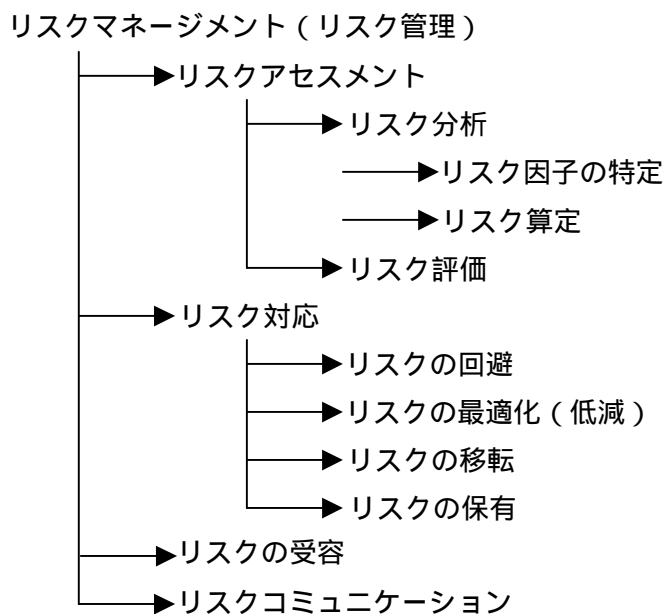 リスクマネージメント（リスク管理）
リスクアセスメント
リスク分析
リスク因子の特定
リスク算定
リスク評価
リスク対応
リスクの回避
リスクの最適化（低減）
リスクの移転
リスクの保有
リスクの受容
リスクコミュニケーション